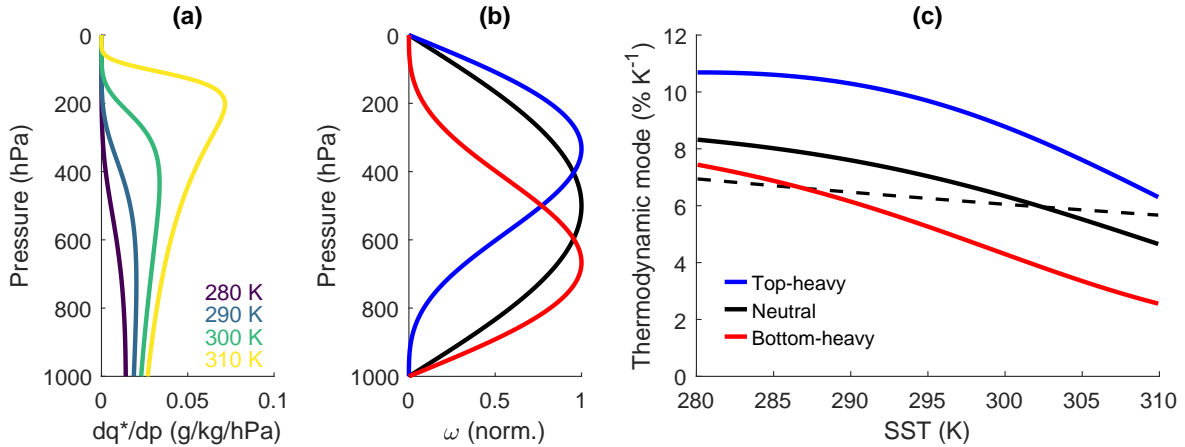 (a)
Pressure (hPa)
0
200
400
600
800
1000
280 K
290 K
300 K
310 K
0
0.05
0.1
dq*/dp (g/kg/hPa)
(b)
Pressure (hPa)
0
200
400
600
800
1000
0
0.5
1
ω (norm.)
(c)
Thermodynamic mode (% K⁻¹)
14
12
10
8
6
4
2
0
Top-heavy
Neutral
Bottom-heavy
280
285
290
295
300
305
310
SST (K)